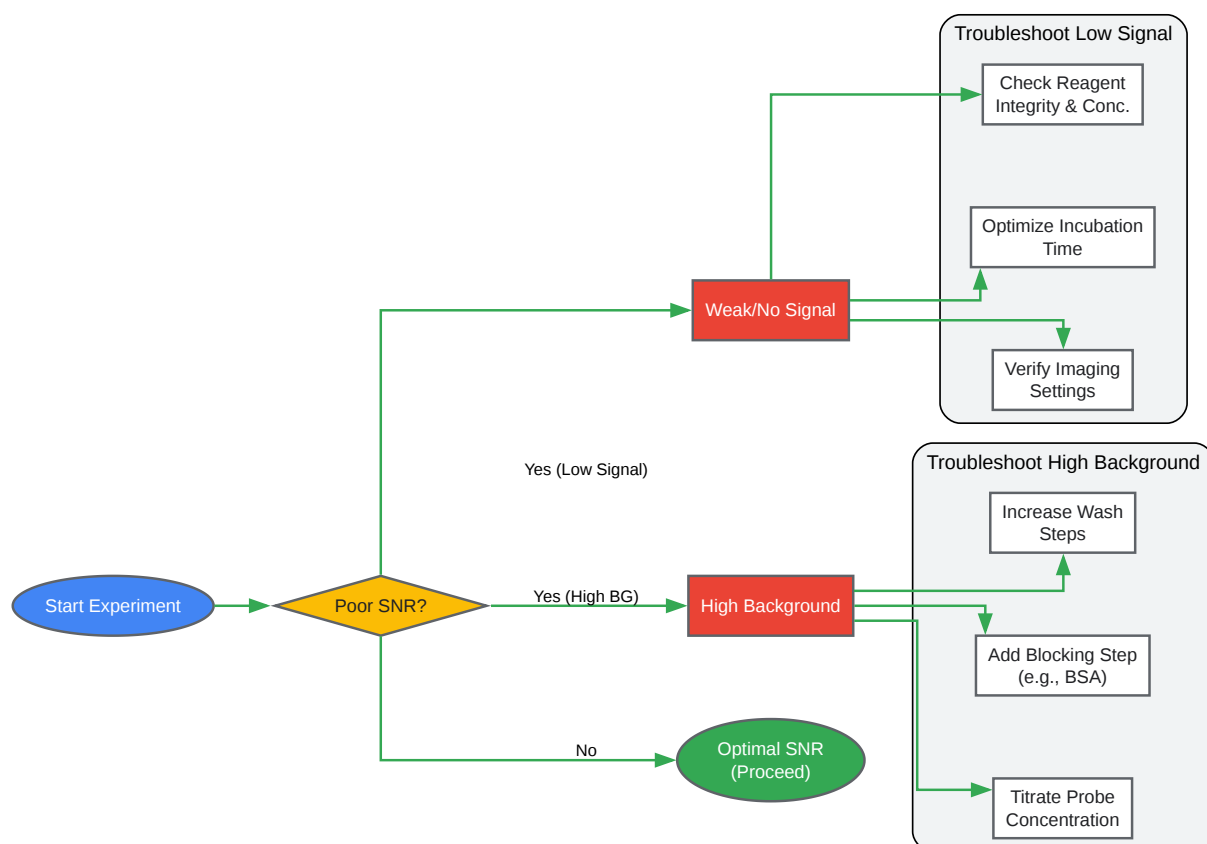 Troubleshoot Low Signal
Check Reagent
Integrity & Conc.
Optimize Incubation
Time
Weak/No Signal
Verify Imaging
Settings
Yes (Low Signal)
Troubleshoot High Background
Increase Wash
Steps
Start Experiment
Poor SNR?
Yes (High BG)
High Background
Add Blocking Step
(e.g., BSA)
No
Optimal SNR
(Proceed)
Titrate Probe
Concentration